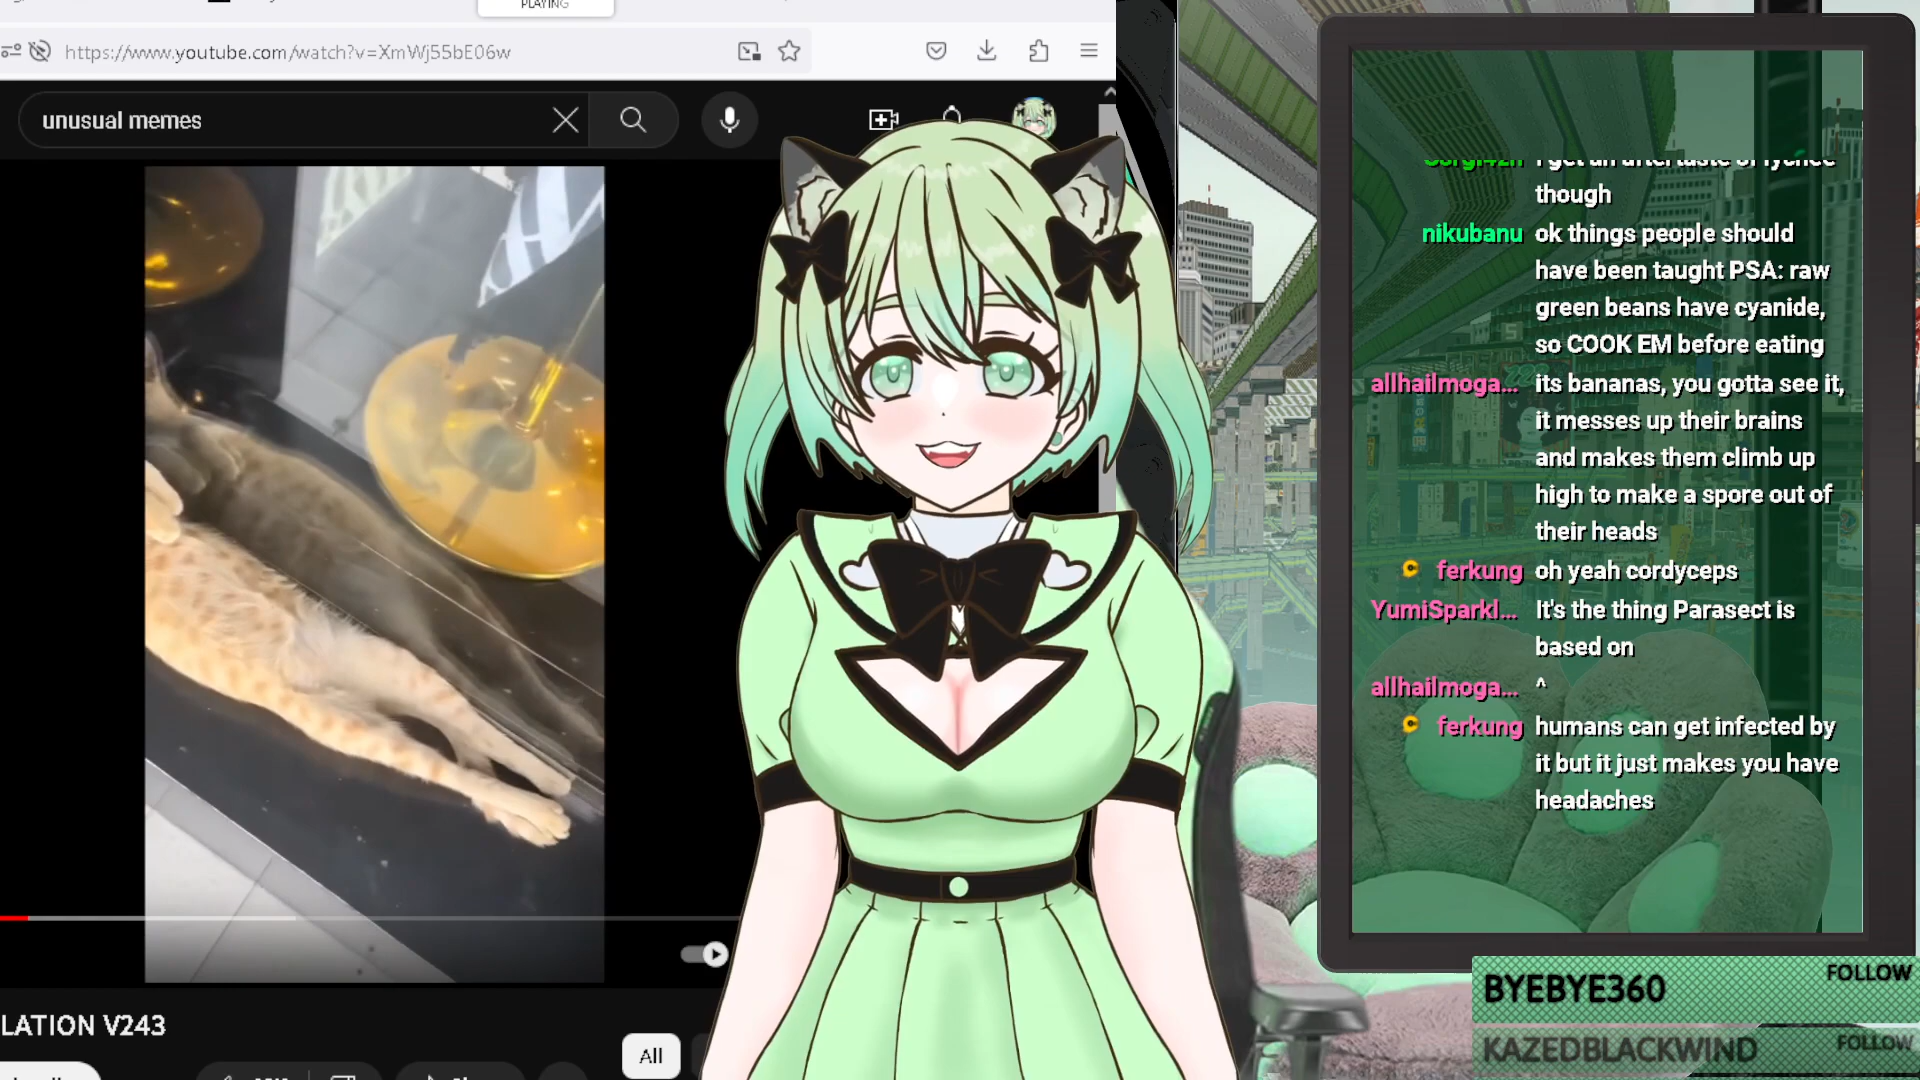 PLAYING
https://www.youtube.com/watch?v=XmWj55bE06w
unusual memes
LATION V243
All
though
nikubanu ok things people should
have been taught PSA: raw
green beans have cyanide,
so COOK EM before eating
allhailmoga... its bananas, you gotta see it,
it messes up their brains
and makes them climb up
high to make a spore out of
their heads
ferkung oh yeah cordyceps
YumiSparkl... It's the thing Parasect is
based on
allhailmoga... ^
ferkung humans can get infected by
it but it just makes you have
headaches
BYEBYE360 FOLLOW
KAZEDBLACKWIND FOLLOW